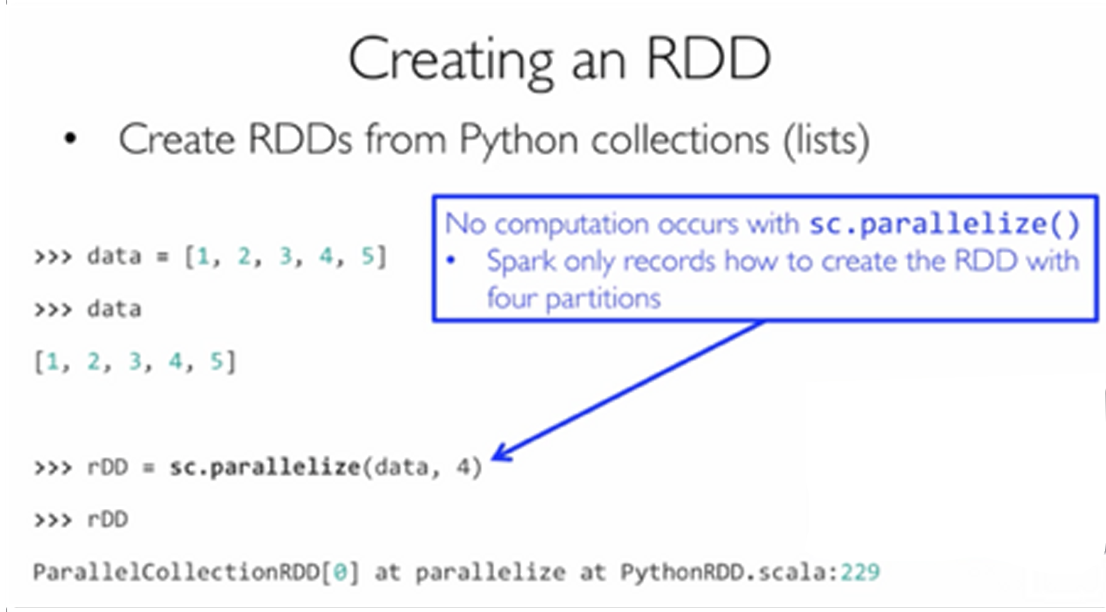 Creating an RDD
• Create RDDs from Python collections (lists)
No computation occurs with sc.parallelize()
• Spark only records how to create the RDD with
four partitions
>>> data = [1, 2, 3, 4, 5]
>>> data
[1, 2, 3, 4, 5]
>>> rDD = sc.parallelize(data, 4)
>>> rDD
ParallelCollectionRDD[0] at parallelize at PythonRDD.scala:229